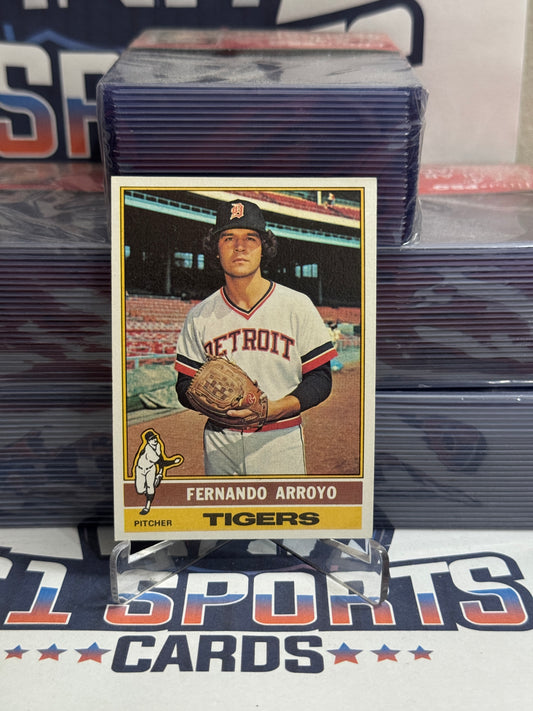 DETROIT
PITCHER
FERNANDO ARROYO
TIGERS
SPORTS
CARDS